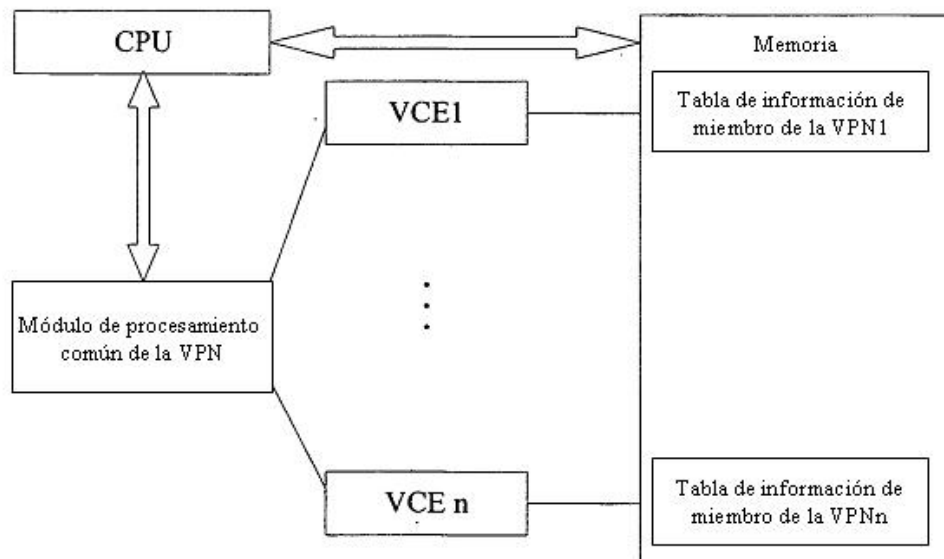 CPU
Memoria
VCE1
Tabla de información de
miembro de la VPN1
Módulo de procesamiento
común de la VPN
VCE n
Tabla de información de
miembro de la VPNn